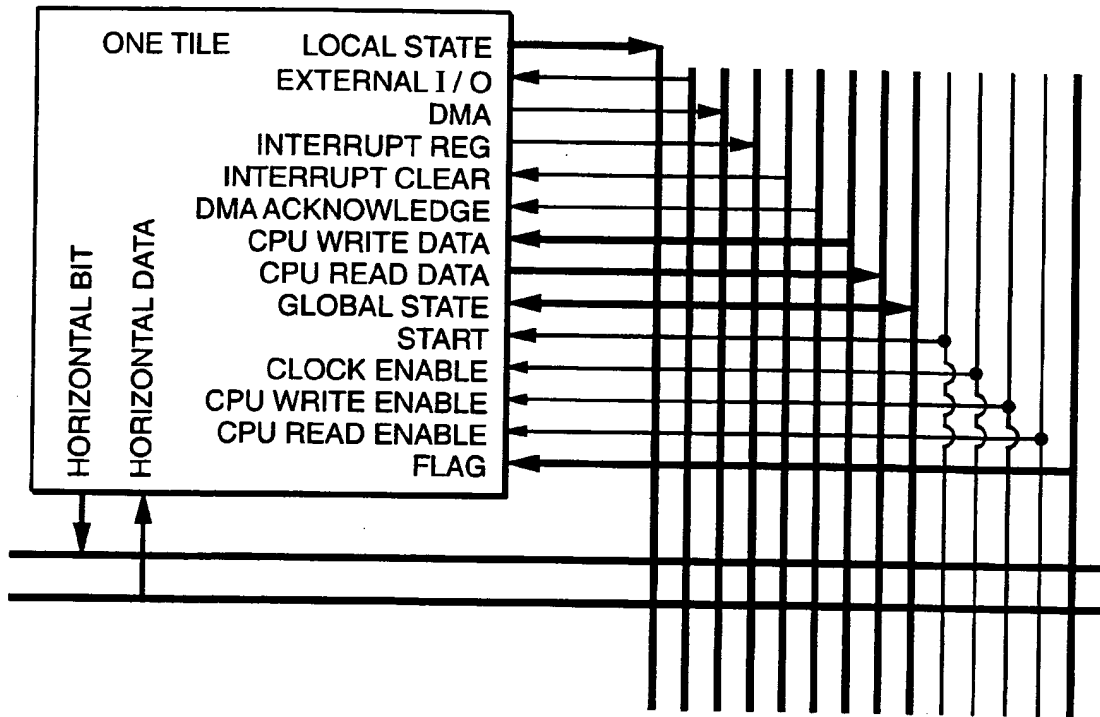 ONE TILE LOCAL STATE
EXTERNAL I / O
DMA
INTERRUPT REG
INTERRUPT CLEAR
DMA ACKNOWLEDGE
CPU WRITE DATA
CPU READ DATA
GLOBAL STATE
START
CLOCK ENABLE
CPU WRITE ENABLE
CPU READ ENABLE
FLAG
HORIZONTAL BIT
HORIZONTAL DATA